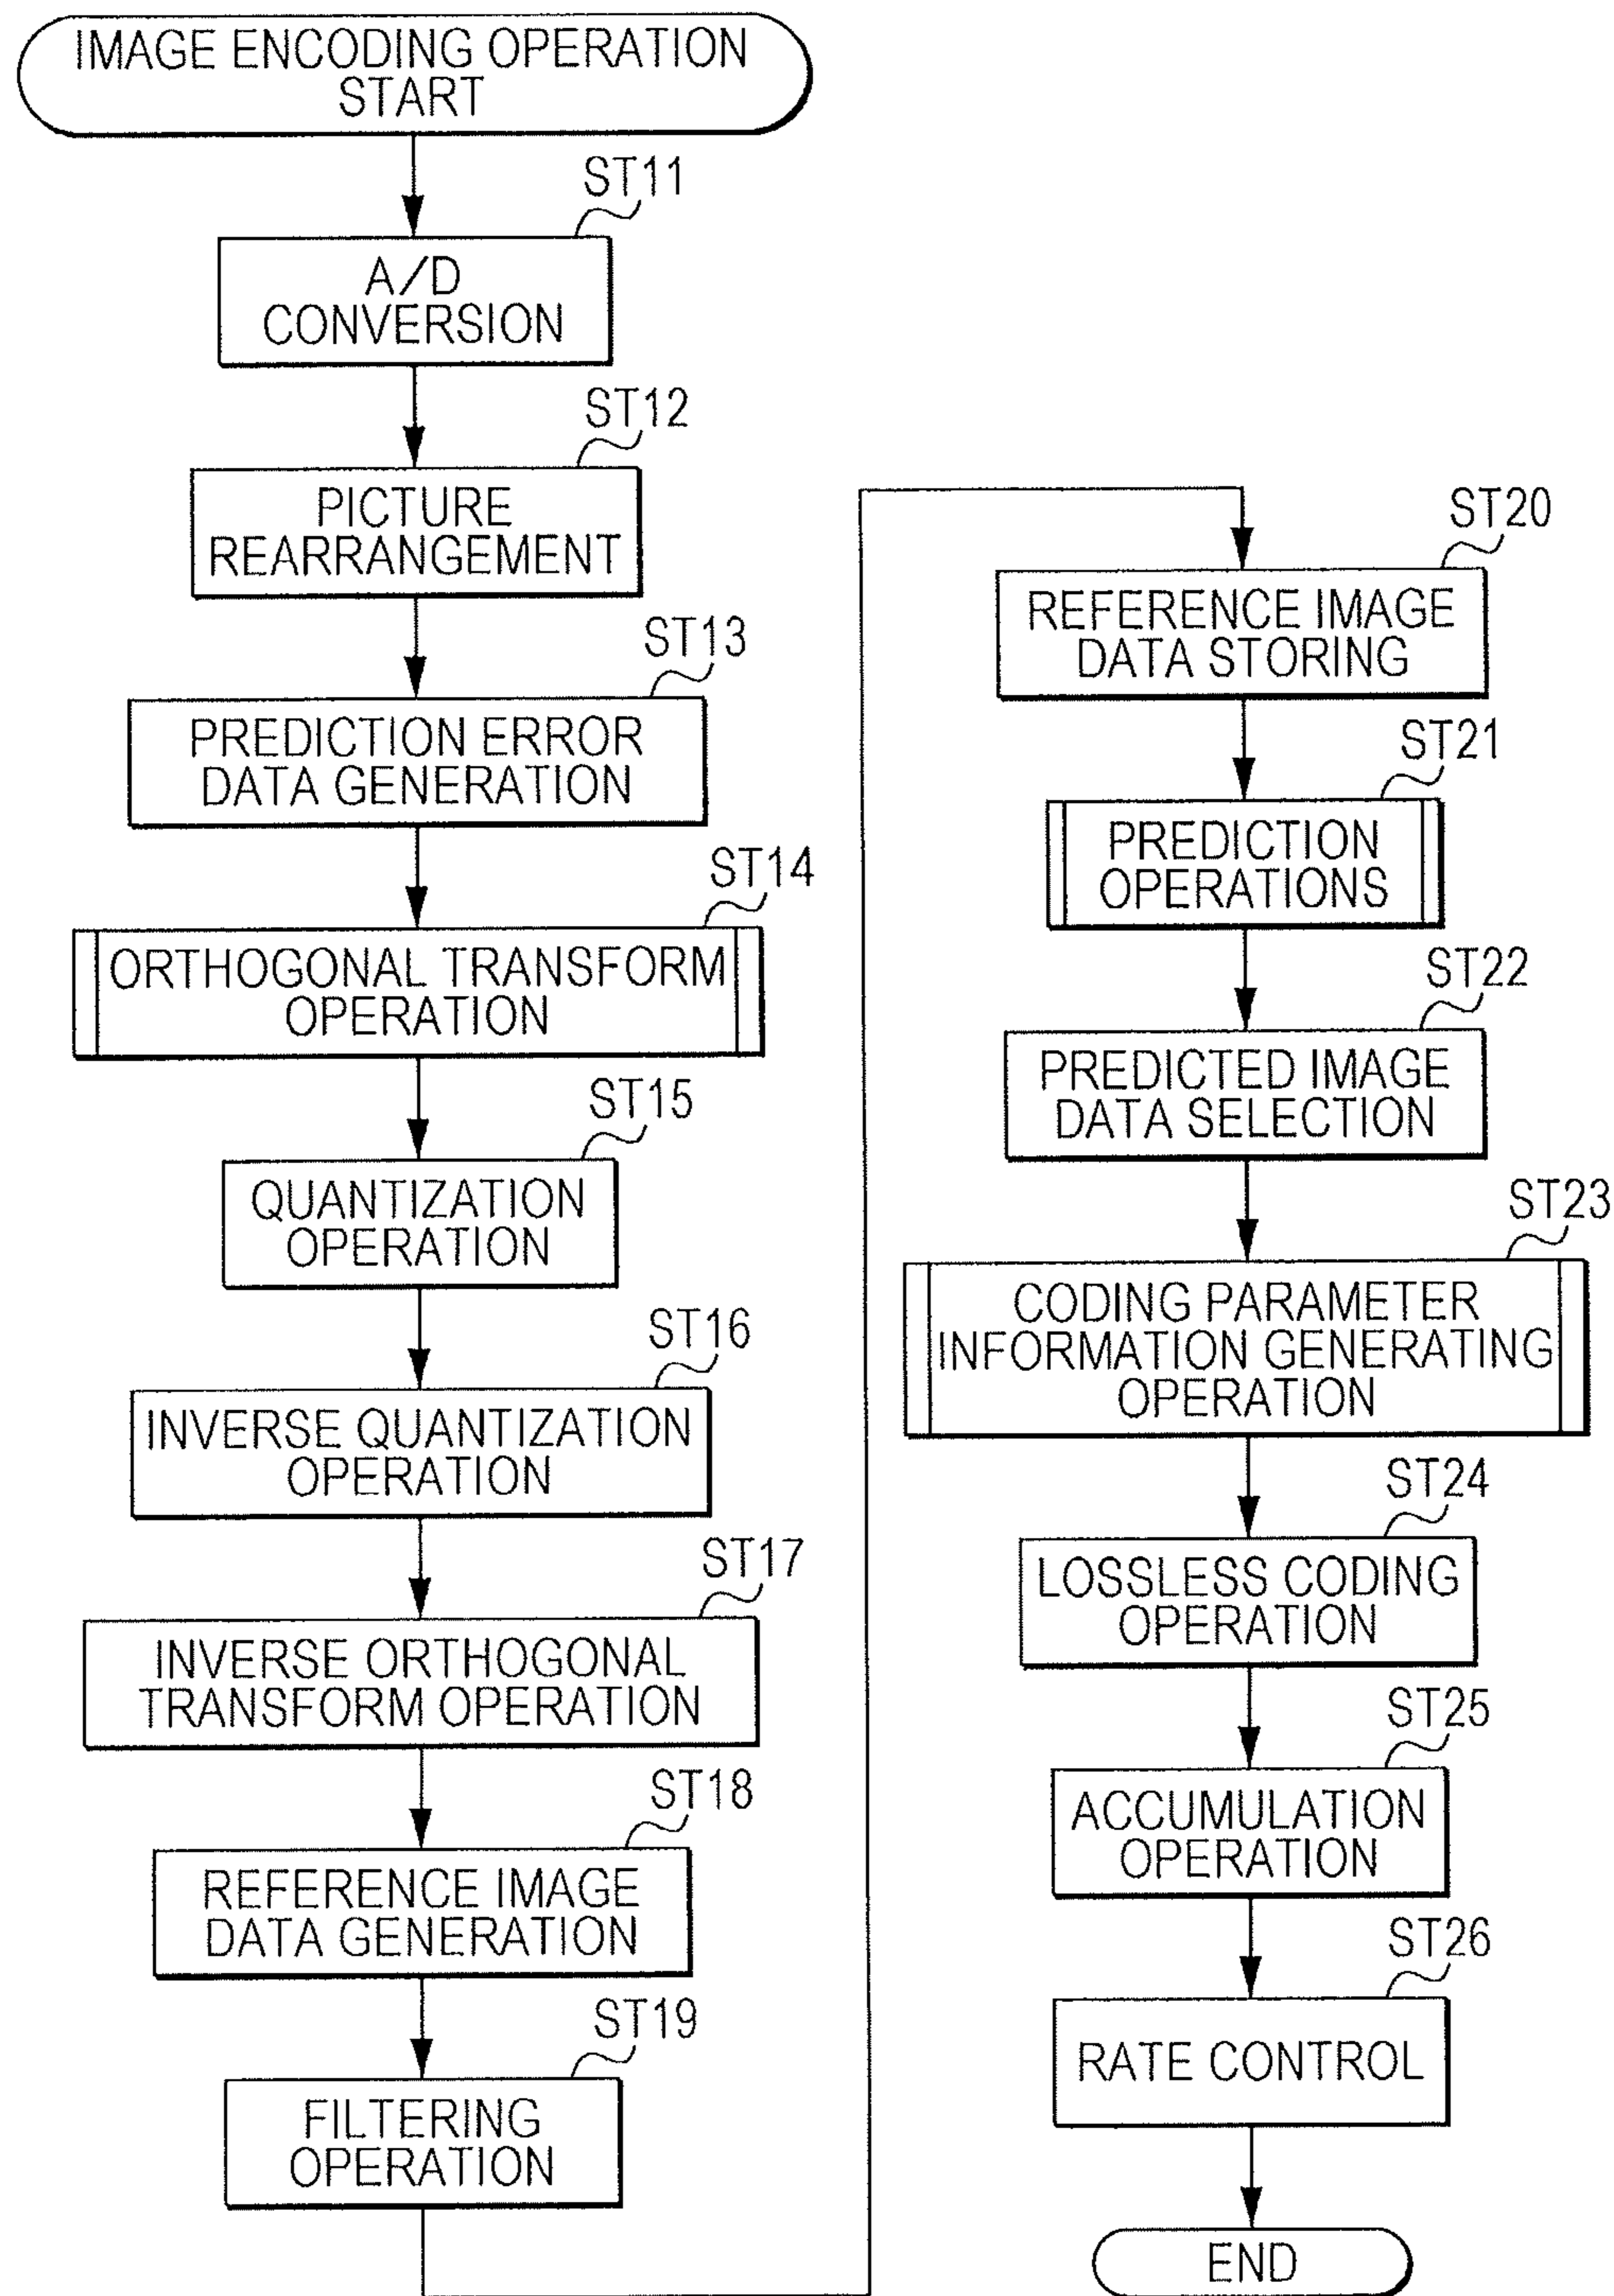 IMAGE ENCODING OPERATION
START
ST11
A/D
CONVERSION
ST12
PICTURE
REARRANGEMENT
ST13
PREDICTION ERROR
DATA GENERATION
ST14
ORTHOGONAL TRANSFORM
OPERATION
ST15
QUANTIZATION
OPERATION
ST16
INVERSE QUANTIZATION
OPERATION
ST17
INVERSE ORTHOGONAL
TRANSFORM OPERATION
ST18
REFERENCE IMAGE
DATA GENERATION
ST19
FILTERING
OPERATION
ST20
REFERENCE IMAGE
DATA STORING
ST21
PREDICTION
OPERATIONS
ST22
PREDICTED IMAGE
DATA SELECTION
ST23
CODING PARAMETER
INFORMATION GENERATING
OPERATION
ST24
LOSSLESS CODING
OPERATION
ST25
ACCUMULATION
OPERATION
ST26
RATE CONTROL
END